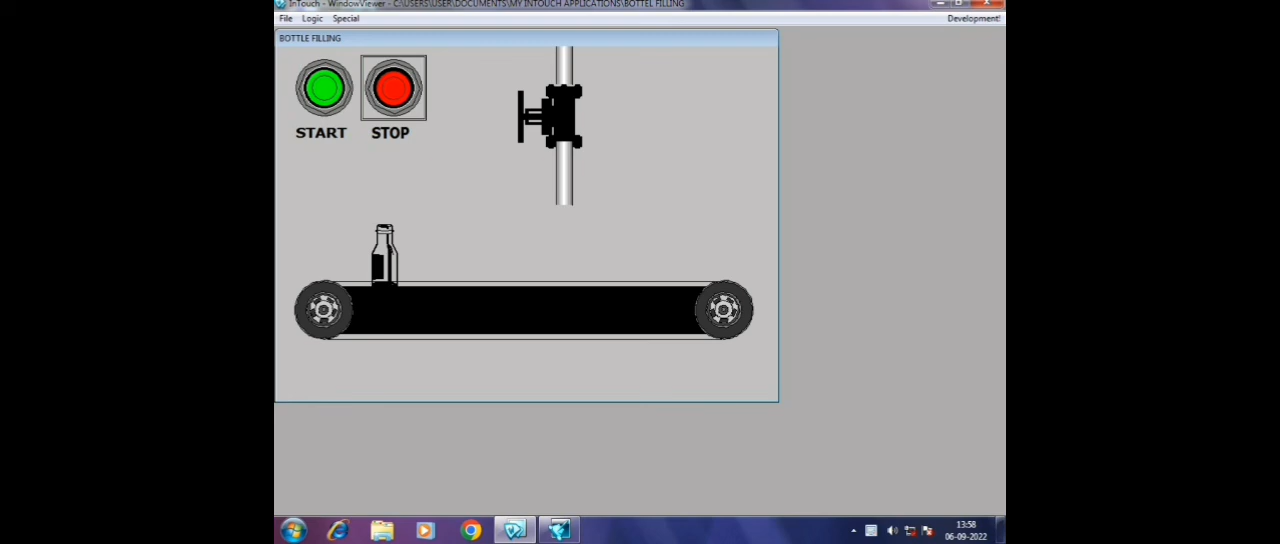 InTouch - WindowViewer - C:\USERS\USER\DOCUMENTS\MY INTOUCH APPLICATIONS\BOTTEL FILLING
File Logic Special Development!
BOTTLE FILLING
START STOP
13:58
06-09-2022